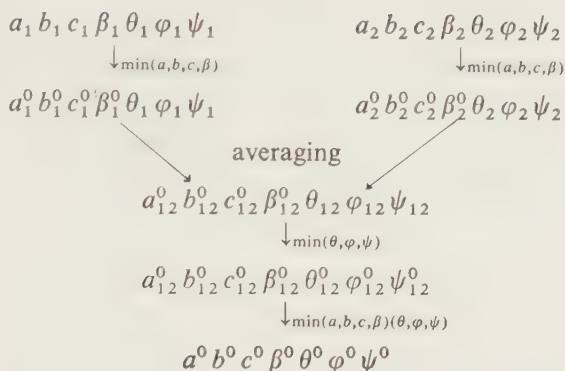 a₁ b₁ c₁ β₁ θ₁ φ₁ ψ₁ a₂ b₂ c₂ β₂ θ₂ φ₂ ψ₂
↓min(a,b,c,β) ↓min(a,b,c,β)
a₁⁰ b₁⁰ c₁⁰ β₁⁰ θ₁ φ₁ ψ₁ a₂⁰ b₂⁰ c₂⁰ β₂⁰ θ₂ φ₂ ψ₂
averaging
a₁₂⁰ b₁₂⁰ c₁₂⁰ β₁₂⁰ θ₁₂ φ₁₂ ψ₁₂
↓min(θ,φ,ψ)
a₁₂⁰ b₁₂⁰ c₁₂⁰ β₁₂⁰ θ₁₂⁰ φ₁₂⁰ ψ₁₂⁰
↓min(a,b,c,β)(θ,φ,ψ)
a⁰ b⁰ c⁰ β⁰ θ⁰ φ⁰ ψ⁰